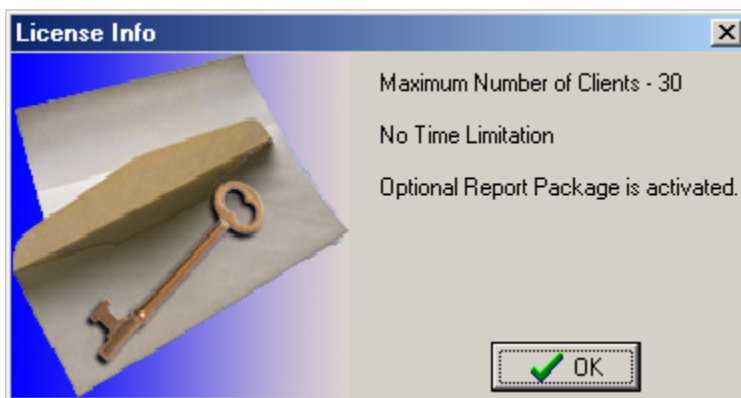 License Info
Maximum Number of Clients - 30
No Time Limitation
Optional Report Package is activated.
OK